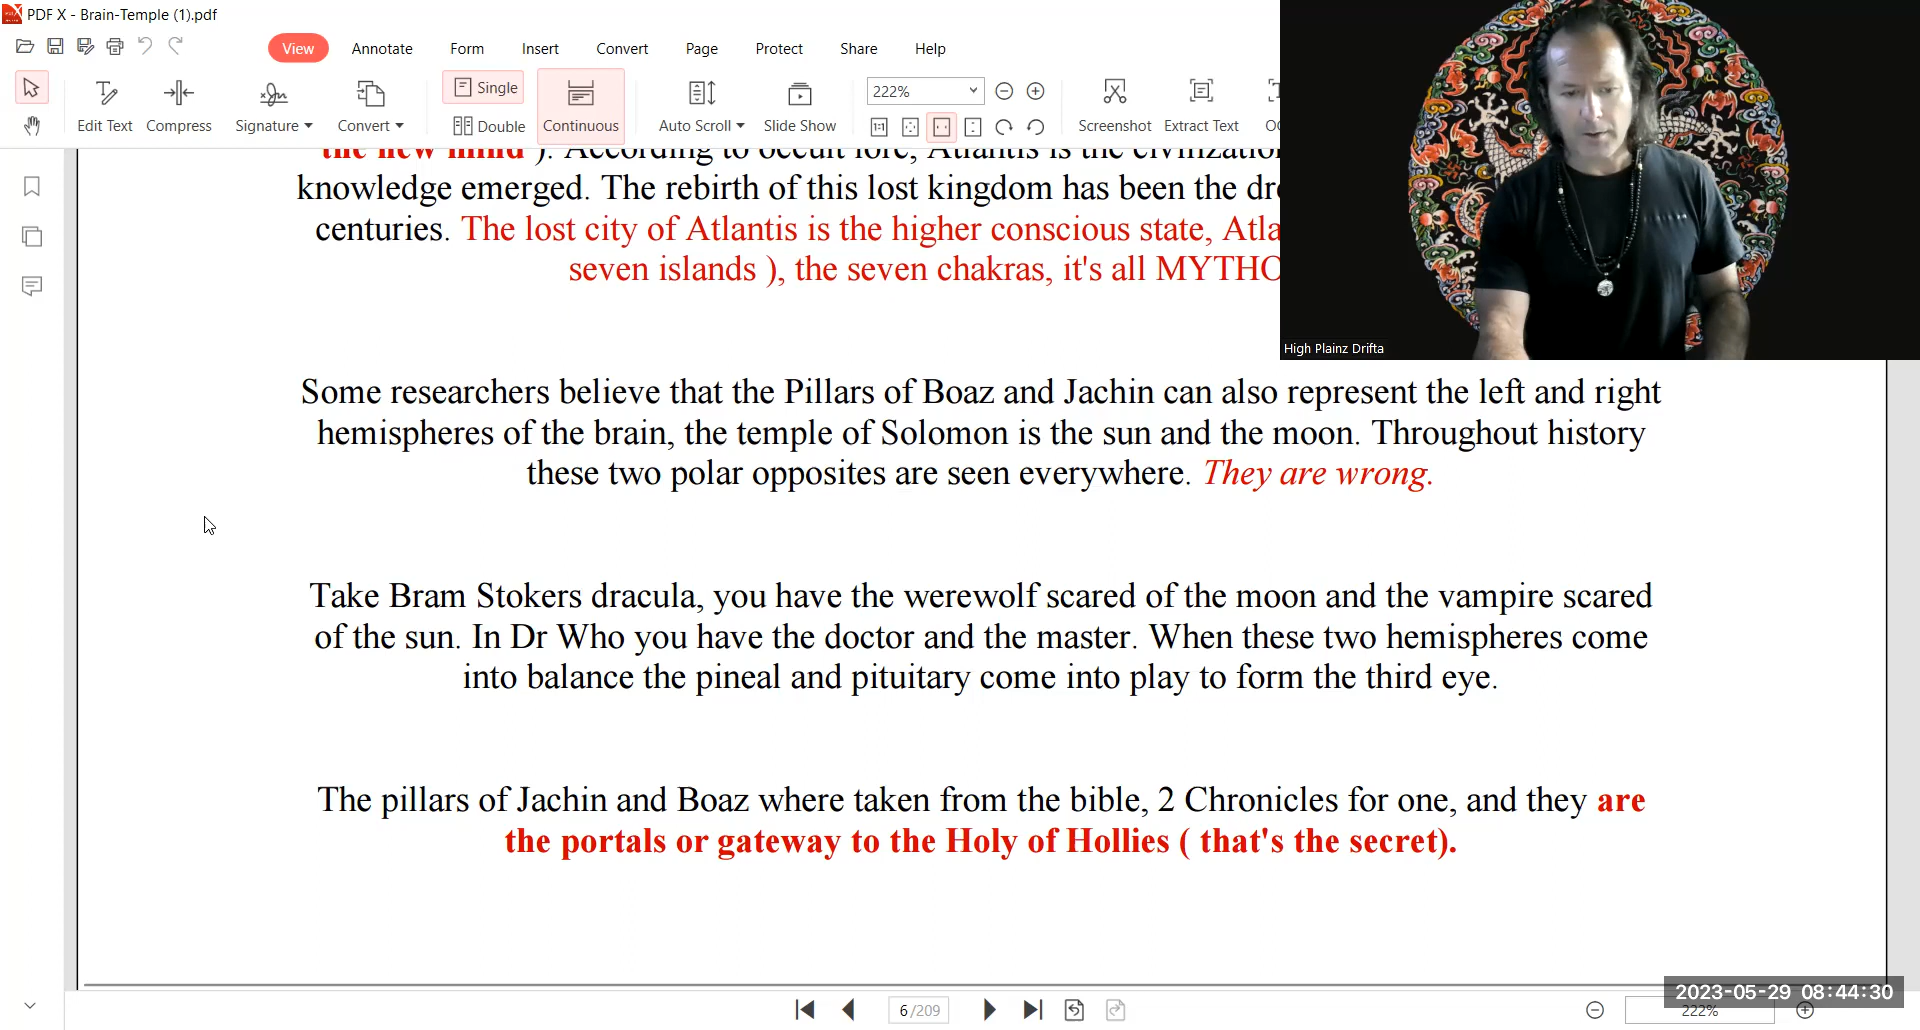 PDF X - Brain-Temple (1).pdf
View Annotate Form Insert Convert Page Protect Share Help
Single
222%
Edit Text Compress Signature Convert Double Continuous Auto Scroll Slide Show Screenshot Extract Text
the new mind ). According to occult lore, Atlantis is the
knowledge emerged. The rebirth of this lost kingdom has been the
centuries. The lost city of Atlantis is the higher conscious state,
seven islands ), the seven chakras, it's all
High Plainz Drifta
Some researchers believe that the Pillars of Boaz and Jachin can also represent the left and right
hemispheres of the brain, the temple of Solomon is the sun and the moon. Throughout history
these two polar opposites are seen everywhere. They are wrong.
Take Bram Stokers dracula, you have the werewolf scared of the moon and the vampire scared
of the sun. In Dr Who you have the doctor and the master. When these two hemispheres come
into balance the pineal and pituitary come into play to form the third eye.
The pillars of Jachin and Boaz where taken from the bible, 2 Chronicles for one, and they are
the portals or gateway to the Holy of Hollies ( that's the secret).
2023-05-29 08:44:30
6/209
222%